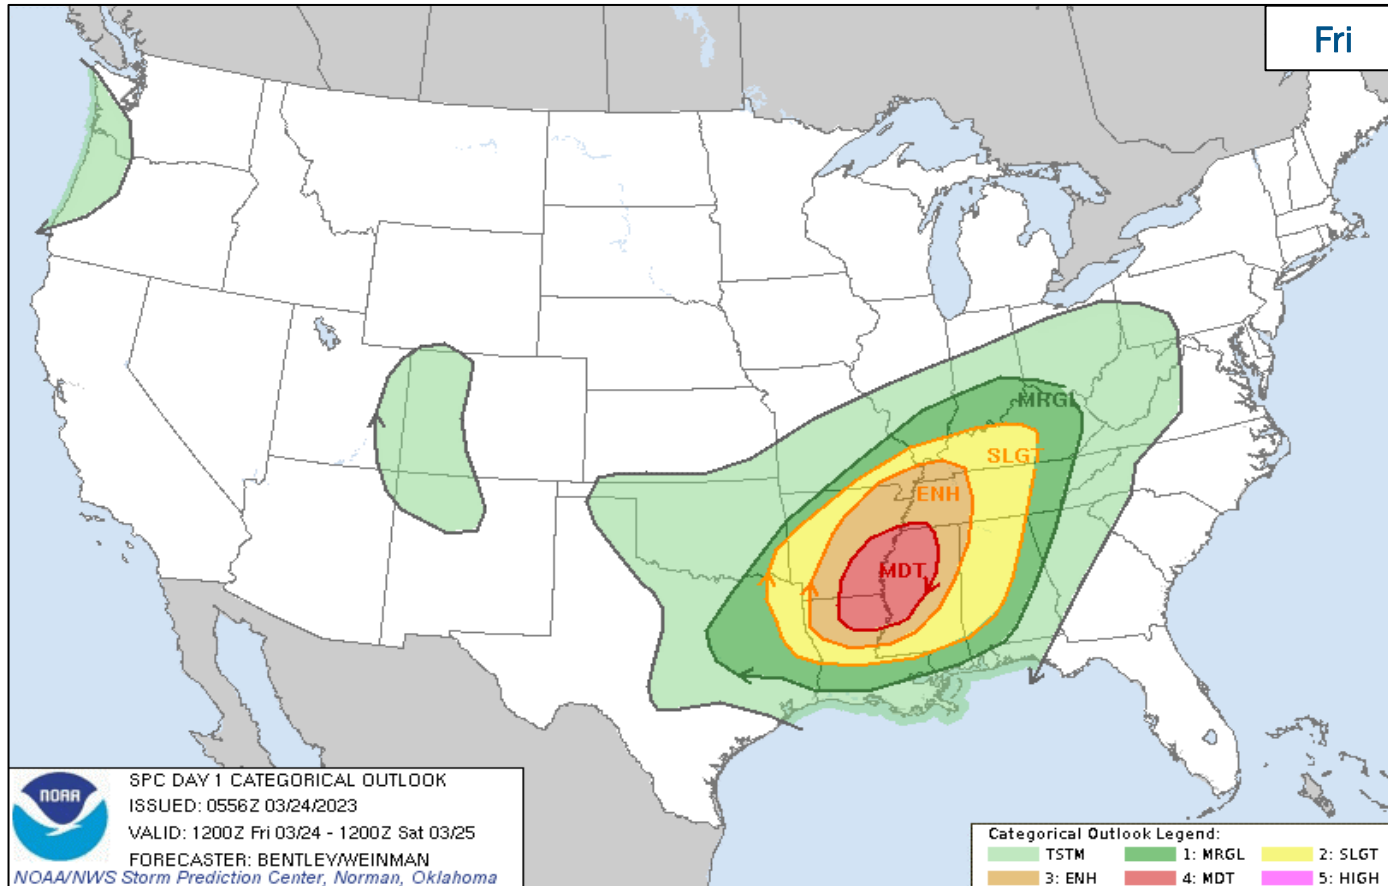 Fri
MRGL
SLGT
ENH
MDT
NOAA
SPC DAY 1 CATEGORICAL OUTLOOK
ISSUED: 0556Z 03/24/2023
VALID: 1200Z Fri 03/24 - 1200Z Sat 03/25
FORECASTER: BENTLEY/WEINMAN
NOAA/NWS Storm Prediction Center, Norman, Oklahoma
Categorical Outlook Legend:
TSTM 1: MRGL 2: SLGT
3: ENH 4: MDT 5: HIGH